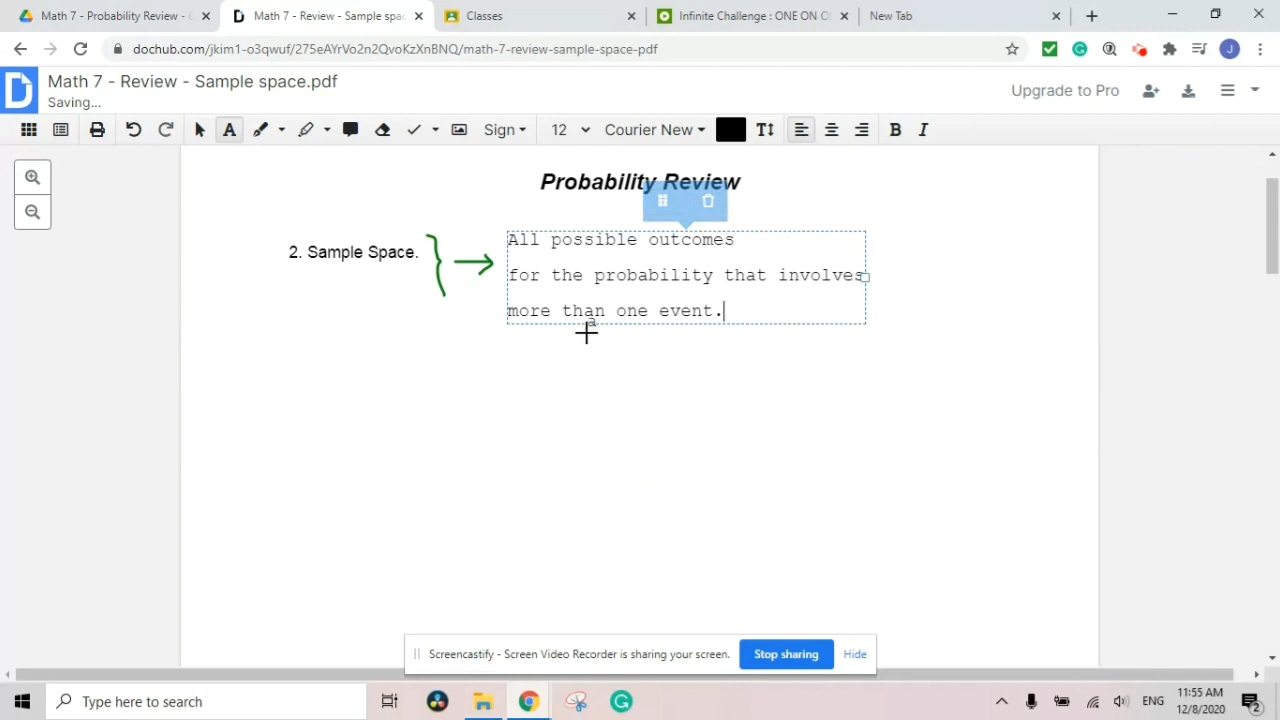 Math 7 - Probability Review - G
Math 7 - Review - Sample spac
Classes
Infinite Challenge : ONE ON O
New Tab
dochub.com/jkim1-o3qwuf/275eAYrVo2n2QvoKzXnBNQ/math-7-review-sample-space-pdf
J
Math 7 - Review - Sample space.pdf
Saving...
Upgrade to Pro
A
Sign
12
Courier New
B I
Probability Review
2. Sample Space.
All possible outcomes
for the probability that involves
more than one event.
Screencastify - Screen Video Recorder is sharing your screen.
Stop sharing
Hide
Type here to search
ENG
11:55 AM
12/8/2020
2